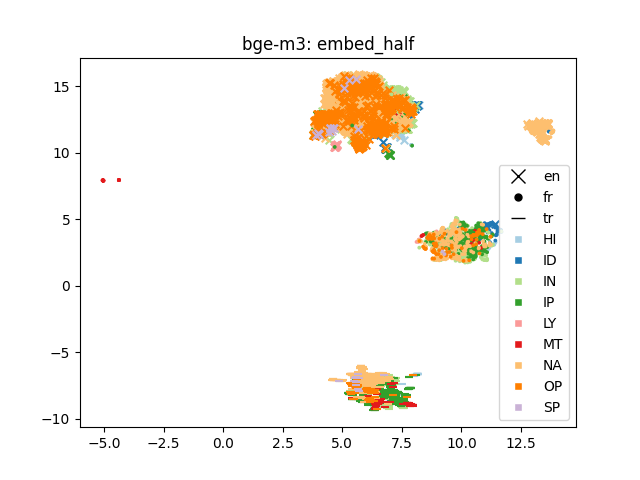 bge-m3: embed_half
15
10
5
0
−5
−10
−5.0
−2.5
0.0
2.5
5.0
7.5
10.0
12.5
en
fr
tr
HI
ID
IN
IP
LY
MT
NA
OP
SP